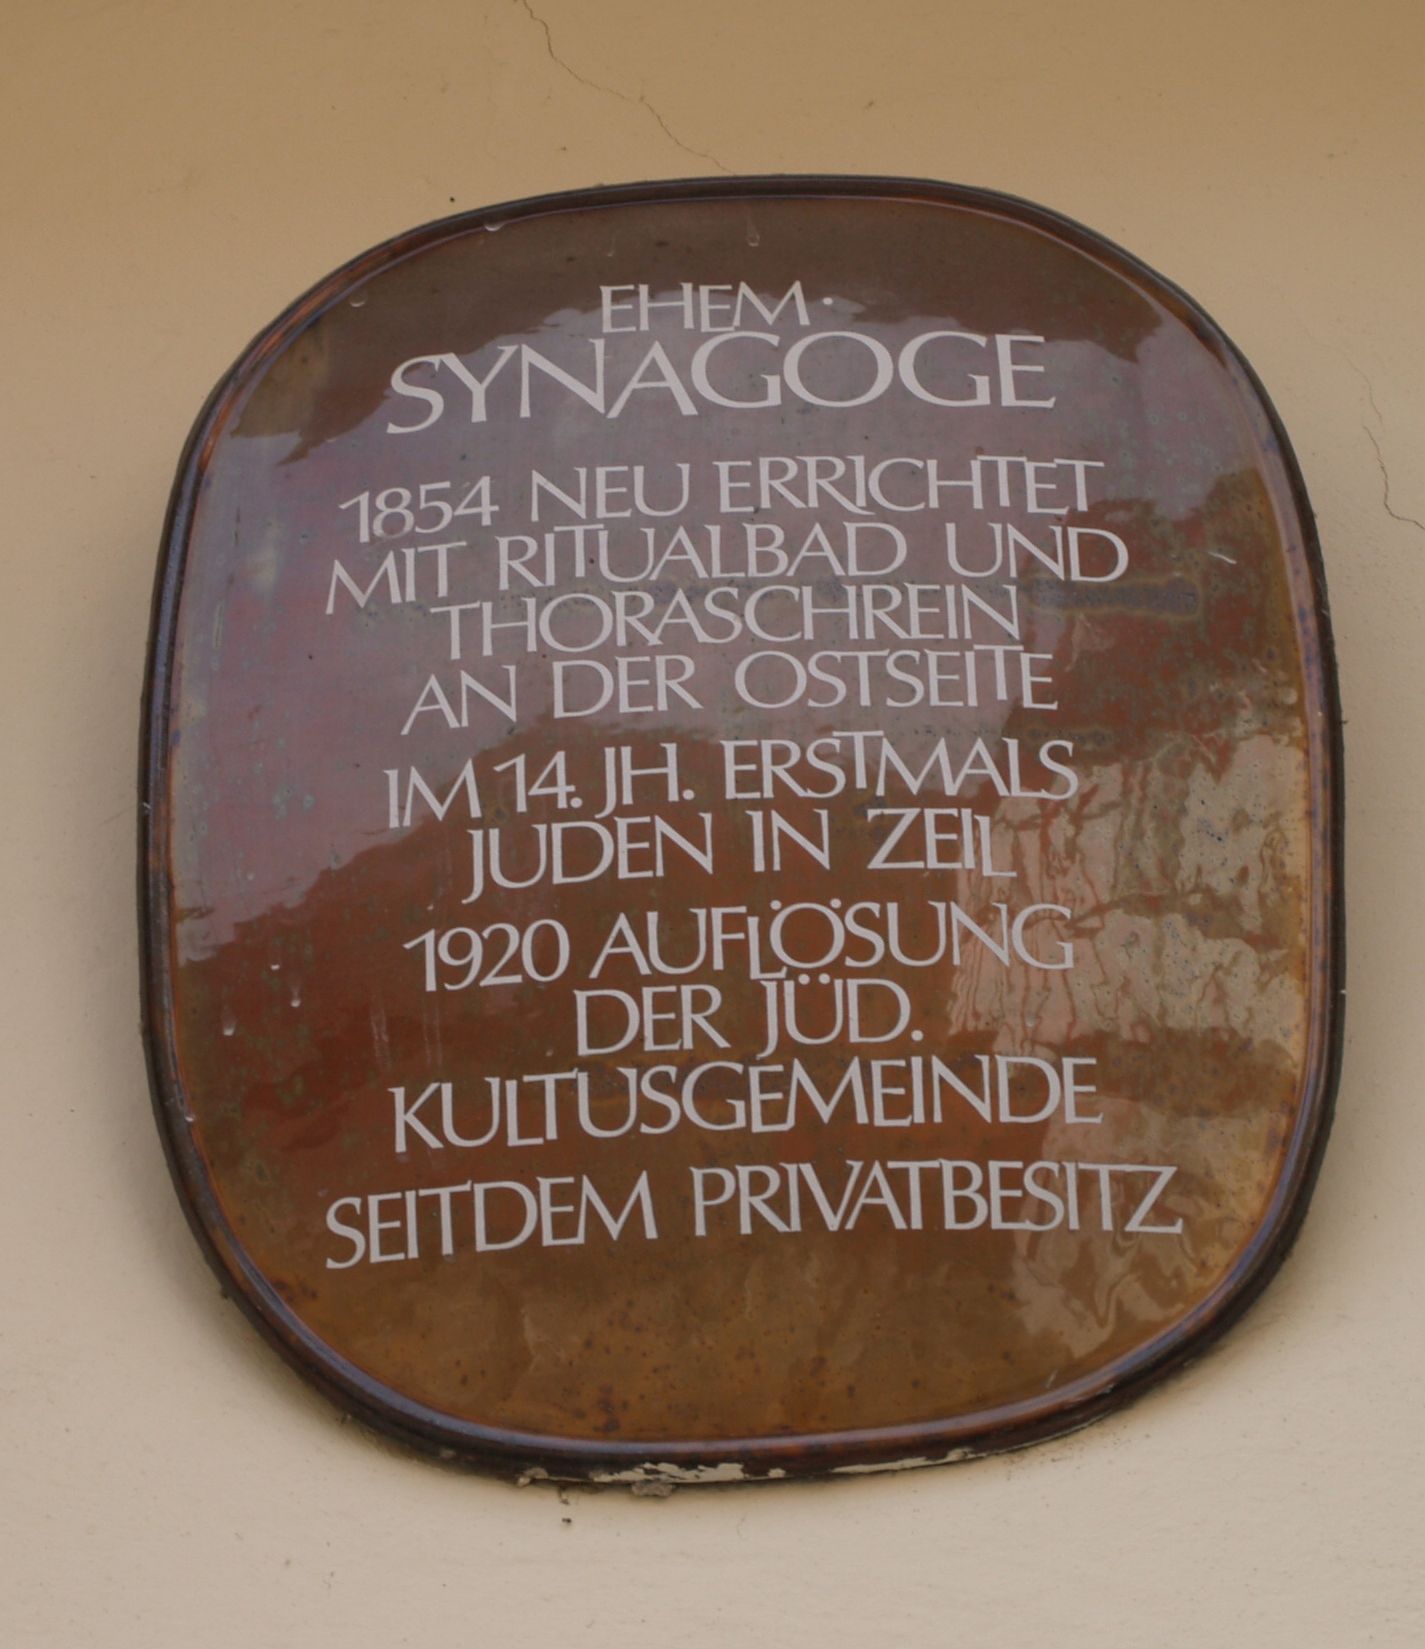 EHEM.
SYNAGOGE
1854 NEU ERRICHTET
MIT RITUALBAD UND
THORASCHREIN
AN DER OSTSEITE
IM 14. JH. ERSTMALS
JUDEN IN ZEIL
1920 AUFLÖSUNG
DER JÜD.
KULTUSGEMEINDE
SEITDEM PRIVATBESITZ